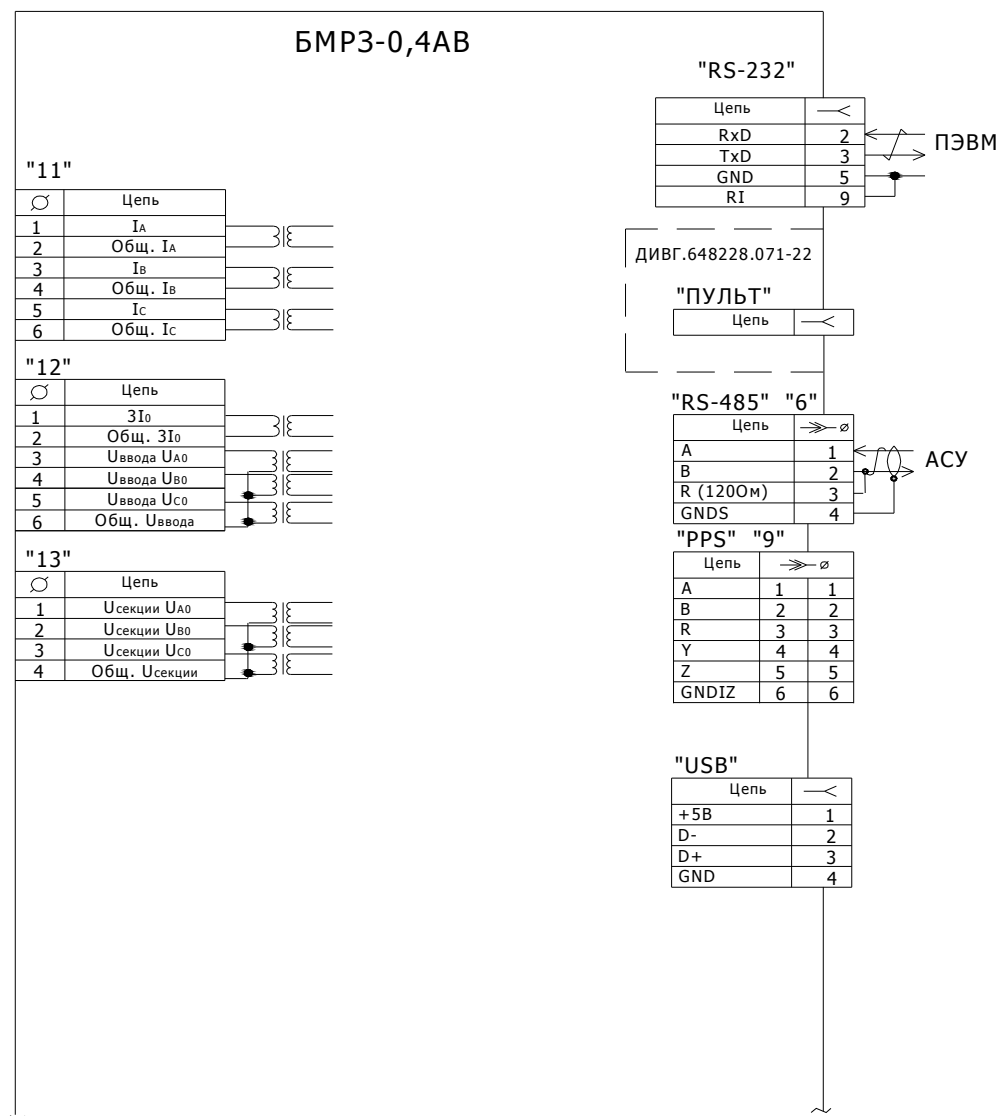 БМРЗ-0,4АВ
"11"
Ø Цепь
1 IA
2 Общ. IA
3 IB
4 Общ. IB
5 IC
6 Общ. IC
"12"
Ø Цепь
1 3I0
2 Общ. 3I0
3 Uввода UA0
4 Uввода UB0
5 Uввода UC0
6 Общ. Uввода
"13"
Ø Цепь
1 Uсекции UA0
2 Uсекции UB0
3 Uсекции UC0
4 Общ. Uсекции
"RS-232"
Цепь
RxD 2
TxD 3
GND 5
RI 9
ПЭВМ
ДИВГ.648228.071-22
"ПУЛЬТ"
Цепь
"RS-485" "6"
Цепь ø
A 1
B 2
R (120Ом) 3
GNDS 4
АСУ
"PPS" "9"
Цепь ø
A 1 1
B 2 2
R 3 3
Y 4 4
Z 5 5
GNDIZ 6 6
"USB"
Цепь
+5В 1
D- 2
D+ 3
GND 4